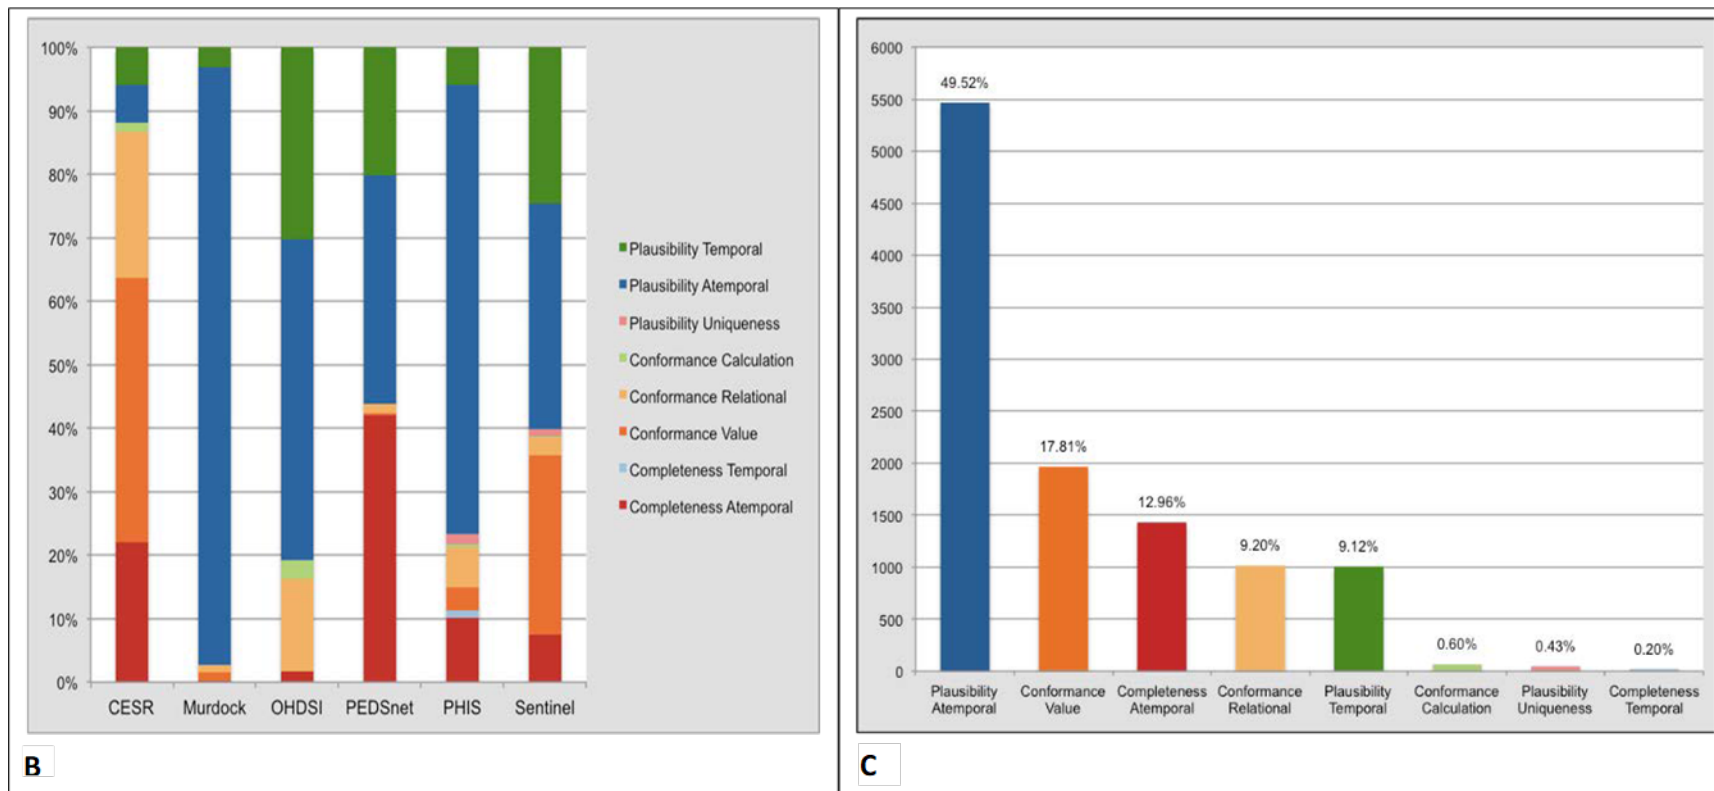 100%
90%
80%
70%
60%
50%
40%
30%
20%
10%
0%
CESR Murdock OHDSI PEDSnet PHIS Sentinel
Plausibility Temporal
Plausibility Atemporal
Plausibility Uniqueness
Conformance Calculation
Conformance Relational
Conformance Value
Completeness Temporal
Completeness Atemporal
B
6000
5500
5000
4500
4000
3500
3000
2500
2000
1500
1000
500
0
49.52%
17.81%
12.96%
9.20%
9.12%
0.60%
0.43%
0.20%
Plausibility
Atemporal
Conformance
Value
Completeness
Atemporal
Conformance
Relational
Plausibility
Temporal
Conformance
Calculation
Plausibility
Uniqueness
Completeness
Temporal
C